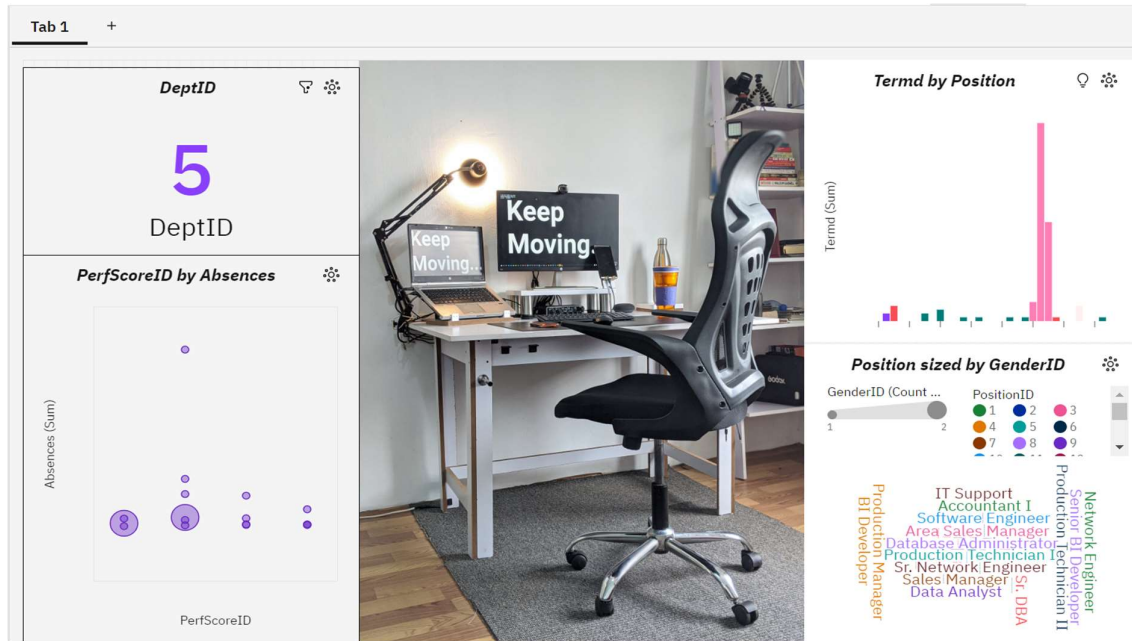 Tab 1 +
DeptID
5
DeptID
PerfScoreID by Absences
Absences (Sum)
PerfScoreID
Keep
Moving...
Keep
Moving...
Godox
Termd by Position
Termd (Sum)
Position sized by GenderID
GenderID (Count ...
1
2
PositionID
1 2 3
4 5 6
7 8 9
Production Manager
BI Developer
IT Support
Accountant I
Software Engineer
Area Sales Manager
Database Administrator
Production Technician I
Sr. Network Engineer
Sales Manager
Data Analyst
Sr. DBA
Production Technician II
Senior BI Developer
Network Engineer